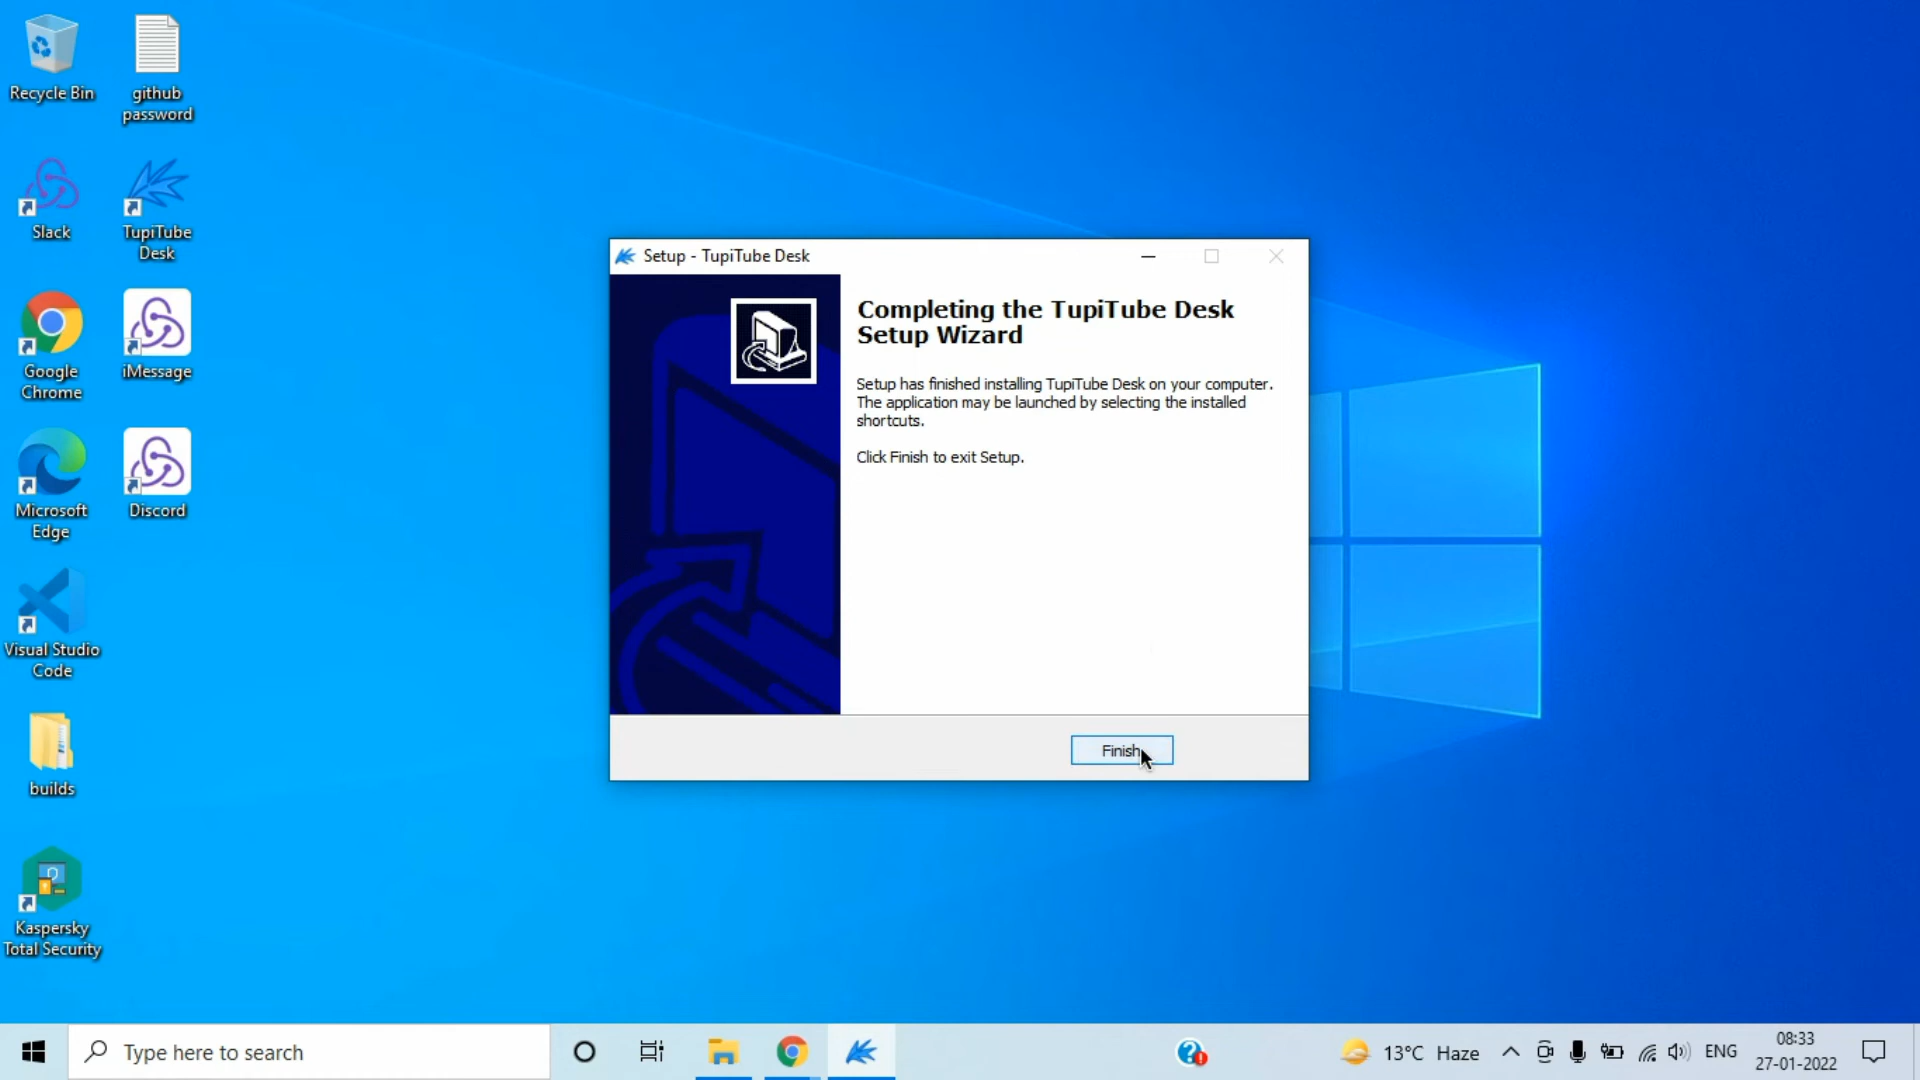 Recycle Bin
github
password
Slack
TupiTube
Desk
Google
Chrome
iMessage
Microsoft
Edge
Discord
Visual Studio
Code
builds
Kaspersky
Total Security
Setup - TupiTube Desk
Completing the TupiTube Desk
Setup Wizard
Setup has finished installing TupiTube Desk on your computer.
The application may be launched by selecting the installed
shortcuts.
Click Finish to exit Setup.
Finish
Type here to search
13°C Haze
ENG
08:33
27-01-2022